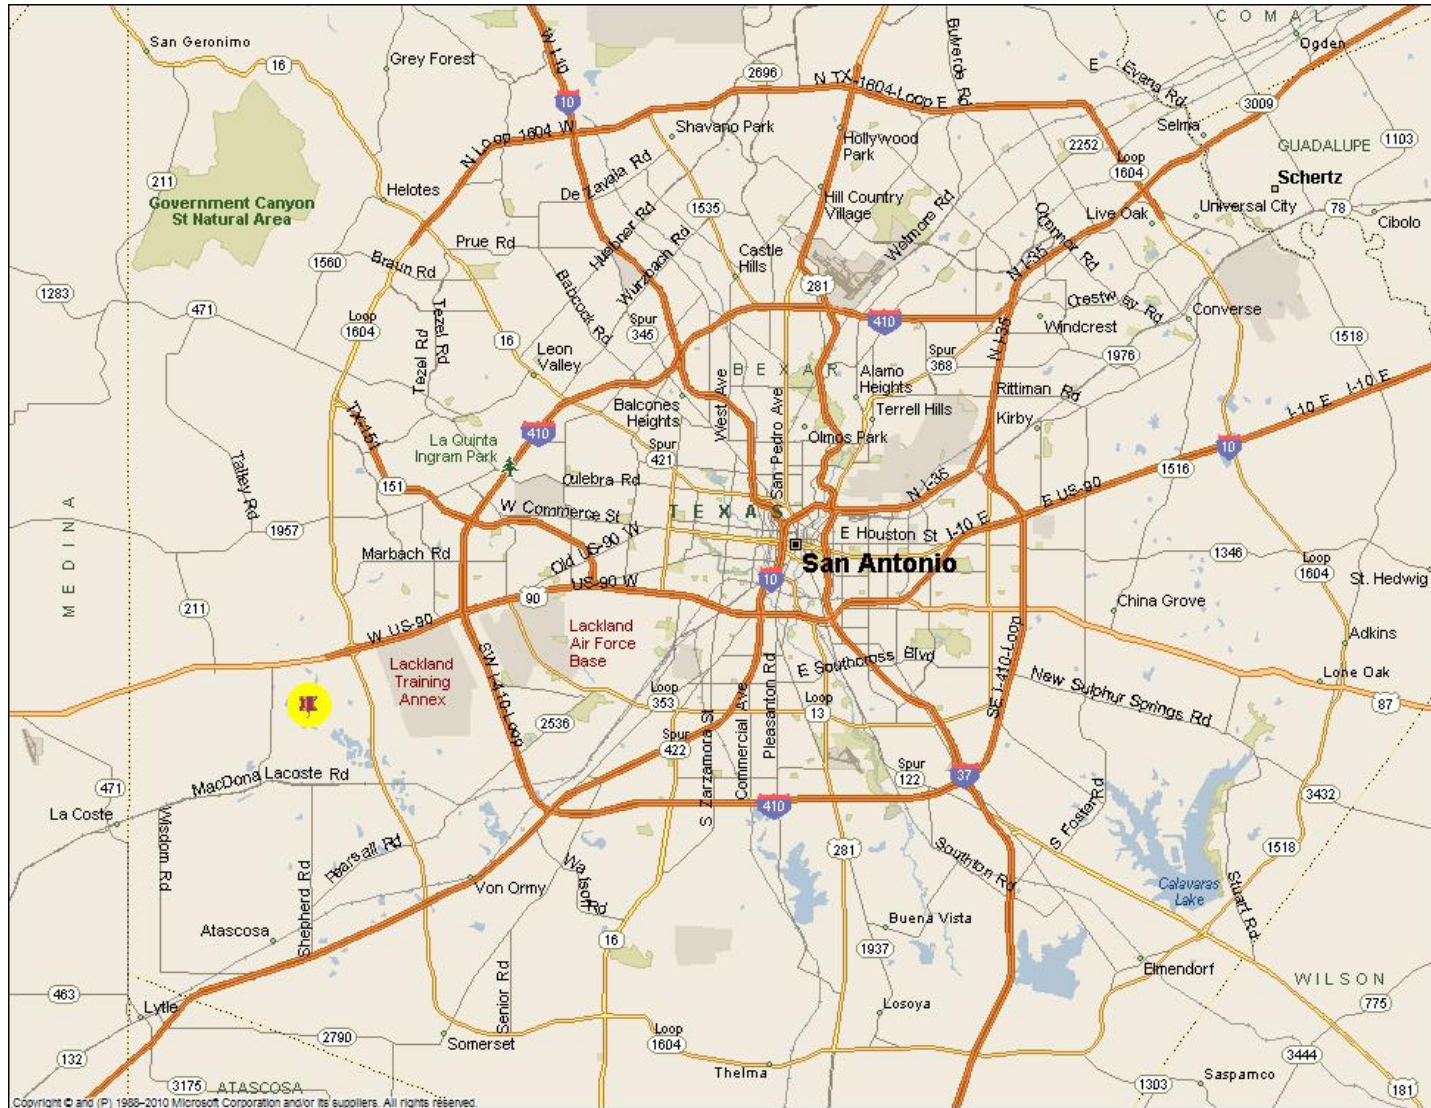 COMAL
San Geronimo
Grey Forest
W I-10
Bulverde Rd
Ogden
16
2696
N TX-1604-Loop E
E Evans Rd
10
3009
N Loop 1604 W
Shavano Park
Hollywood
Park
Selma
2252
1103
GUADALUPE
211
De Zavala Rd
Loop
1604
Helotes
Schertz
Government Canyon
St Natural Area
1535
Hill Country
Village
Wetmore Rd
O'Connor Rd
Live Oak
Universal City
78
Cibolo
Prue Rd
Huebner Rd
Wurzbach Rd
Castle
Hills
N I-35
1560
Braun Rd
Babcock Rd
281
1283
471
Tezel Rd
Tezel Rd
Crestway Rd
Converse
Loop
1604
16
Spur
345
410
Windcrest
1518
Leon
Valley
N I-35
1976
BEXAR
Spur
368
Alamo
Heights
West Ave
San Pedro Ave
Rittiman Rd
I-10 E
I-10 E
TX-151
Balcones
Heights
Terrell Hills
Kirby
410
Olmos Park
La Quinta
Ingram Park
Spur
421
10
1516
Talley Rd
151
Culebra Rd
N I-35
E US-90
MEDINA
W Commerce St
TEXAS
1957
Old US-90 W
E Houston St
I-10 E
Marbach Rd
1346
San Antonio
Loop
1604
St. Hedwig
US-90 W
10
90
211
China Grove
W US-90
Adkins
Lackland
Air Force
Base
SW I-410-Loop
E Southcross Blvd
SE I-410-Loop
Lackland
Training
Annex
Pleasanton Rd
Lone Oak
New Sulphur Springs Rd
Loop
353
Loop
13
87
2536
S Zarzamora St
Commercial Ave
Spur
422
Spur
122
37
MacDona Lacoste Rd
471
410
3432
La Coste
Wisdom Rd
S Foster Rd
281
1518
Pearsall Rd
Shepherd Rd
Watson Rd
Southton Rd
Calavaras
Lake
Stuart Rd
Von Ormy
Buena Vista
Atascosa
16
1937
Elmendorf
WILSON
463
Senior Rd
Losoya
775
Lytle
2790
Somerset
Loop
1604
132
3444
Thelma
3175
ATASCOSA
1303
Saspamco
181
Copyright © and (P) 1988–2010 Microsoft Corporation and/or its suppliers. All rights reserved.